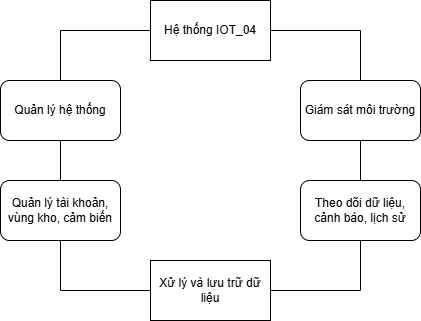 Hệ thống IOT_04
Quản lý hệ thống
Giám sát môi trường
Quản lý tải khoản,
vùng kho, cảm biến
Theo dõi dữ liệu,
cảnh báo, lịch sử
Xử lý và lưu trữ dữ
liệu